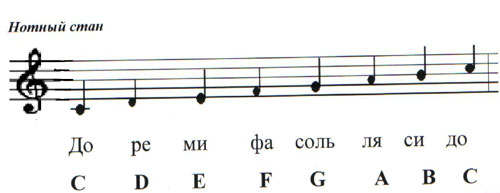 Нотный стан
До ре ми фа соль ля си до
C D E F G A B C